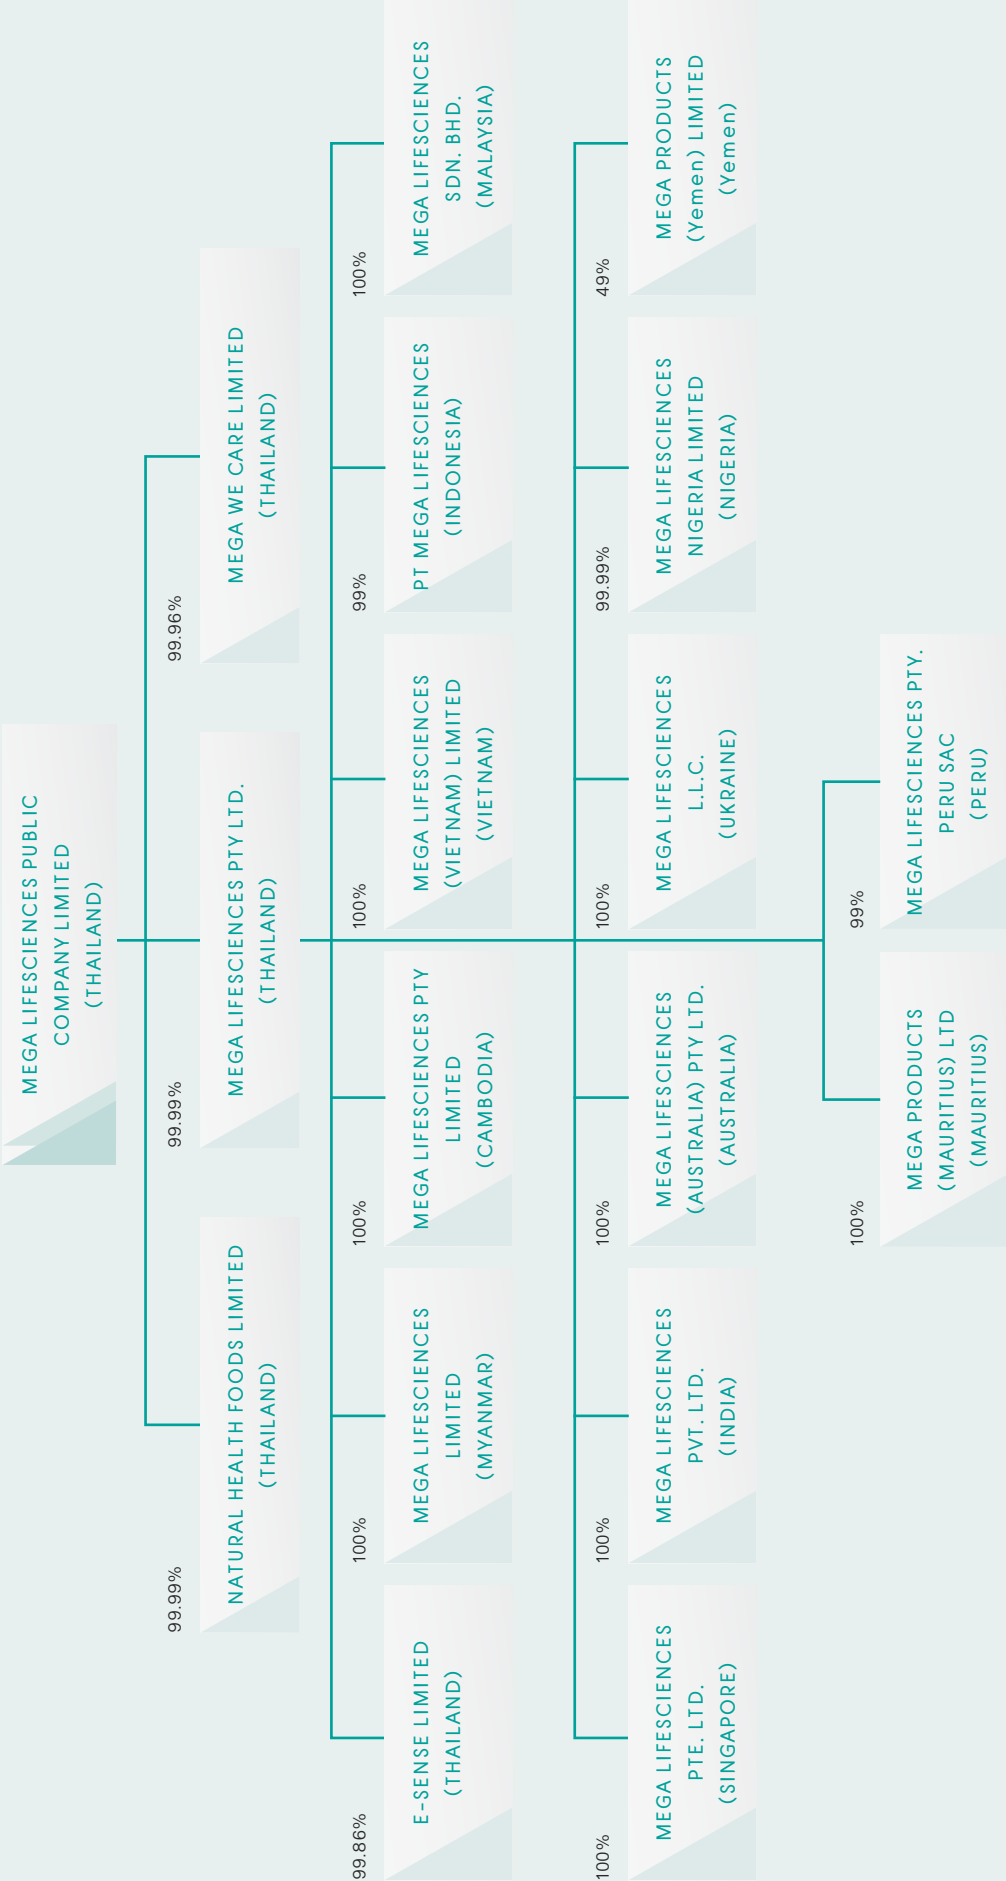 MEGA LIFESCIENCES PUBLIC
COMPANY LIMITED
(THAILAND)
99.99%
NATURAL HEALTH FOODS LIMITED
(THAILAND)
99.99%
MEGA LIFESCIENCES PTY LTD.
(THAILAND)
99.96%
MEGA WE CARE LIMITED
(THAILAND)
99.86%
E-SENSE LIMITED
(THAILAND)
100%
MEGA LIFESCIENCES
LIMITED
(MYANMAR)
100%
MEGA LIFESCIENCES PTY
LIMITED
(CAMBODIA)
100%
MEGA LIFESCIENCES
(VIETNAM) LIMITED
(VIETNAM)
99%
PT MEGA LIFESCIENCES
(INDONESIA)
100%
MEGA LIFESCIENCES
SDN. BHD.
(MALAYSIA)
100%
MEGA LIFESCIENCES
PTE. LTD.
(SINGAPORE)
100%
MEGA LIFESCIENCES
PVT. LTD.
(INDIA)
100%
MEGA LIFESCIENCES
(AUSTRALIA) PTY LTD.
(AUSTRALIA)
100%
MEGA LIFESCIENCES
L.L.C.
(UKRAINE)
99.99%
MEGA LIFESCIENCES
NIGERIA LIMITED
(NIGERIA)
49%
MEGA PRODUCTS
(Yemen) LIMITED
(Yemen)
100%
MEGA PRODUCTS
(MAURITIUS) LTD
(MAURITIUS)
99%
MEGA LIFESCIENCES PTY.
PERU SAC
(PERU)